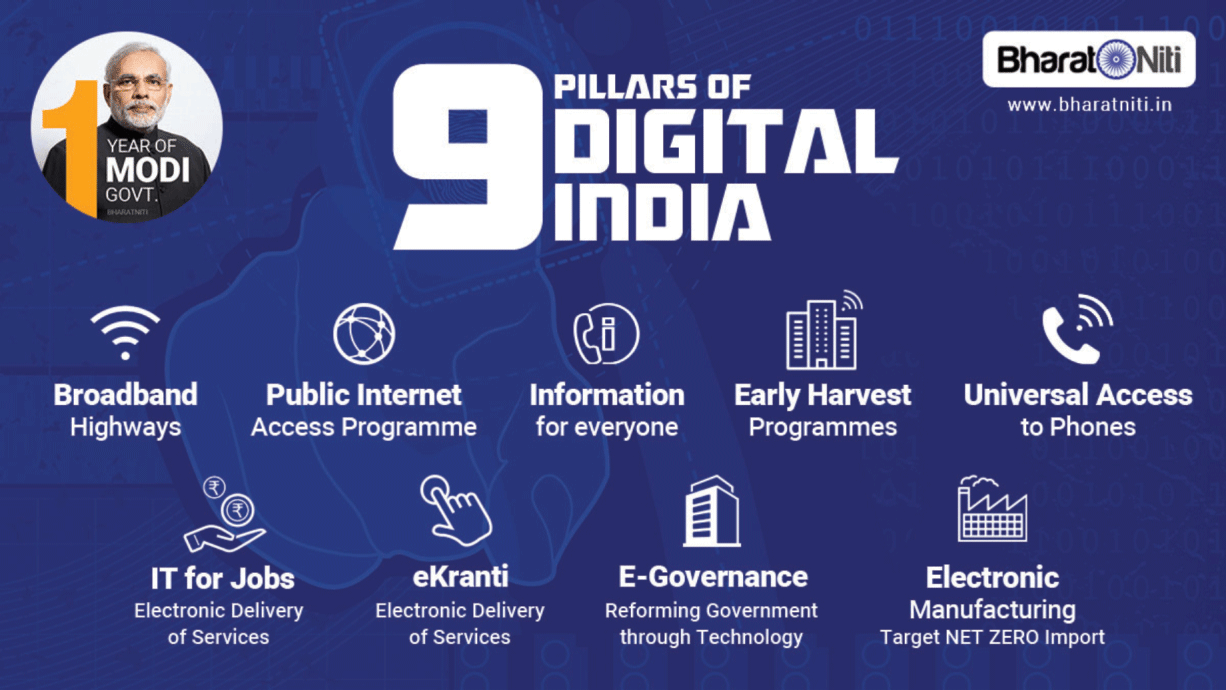 1
YEAR OF
MODI
GOVT.
BHARATNITI
9
PILLARS OF
DIGITAL
INDIA
Bharat Niti
www.bharatniti.in
Broadband
Highways
Public Internet
Access Programme
i
Information
for everyone
Early Harvest
Programmes
Universal Access
to Phones
₹
₹
IT for Jobs
Electronic Delivery
of Services
eKranti
Electronic Delivery
of Services
E-Governance
Reforming Government
through Technology
Electronic
Manufacturing
Target NET ZERO Import